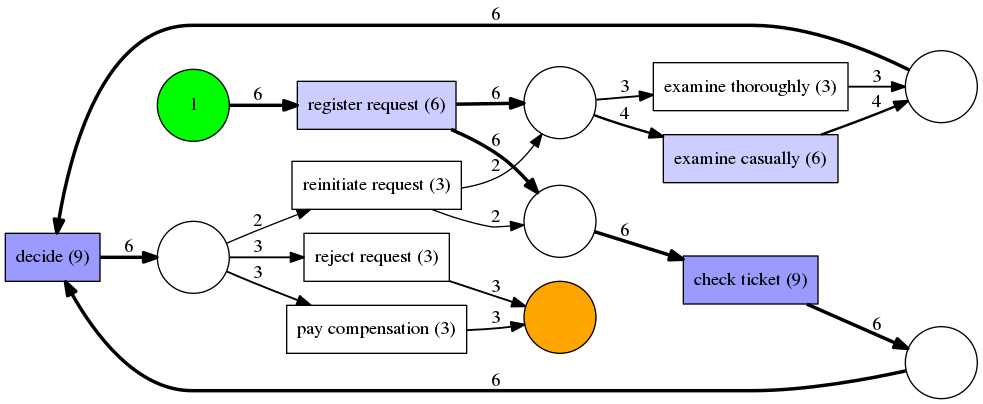 6
1
6
register request (6)
6
3
examine thoroughly (3)
3
4
4
examine casually (6)
6
reinitiate request (3)
2
2
2
6
decide (9)
6
3
reject request (3)
3
check ticket (9)
3
pay compensation (3)
3
6
6